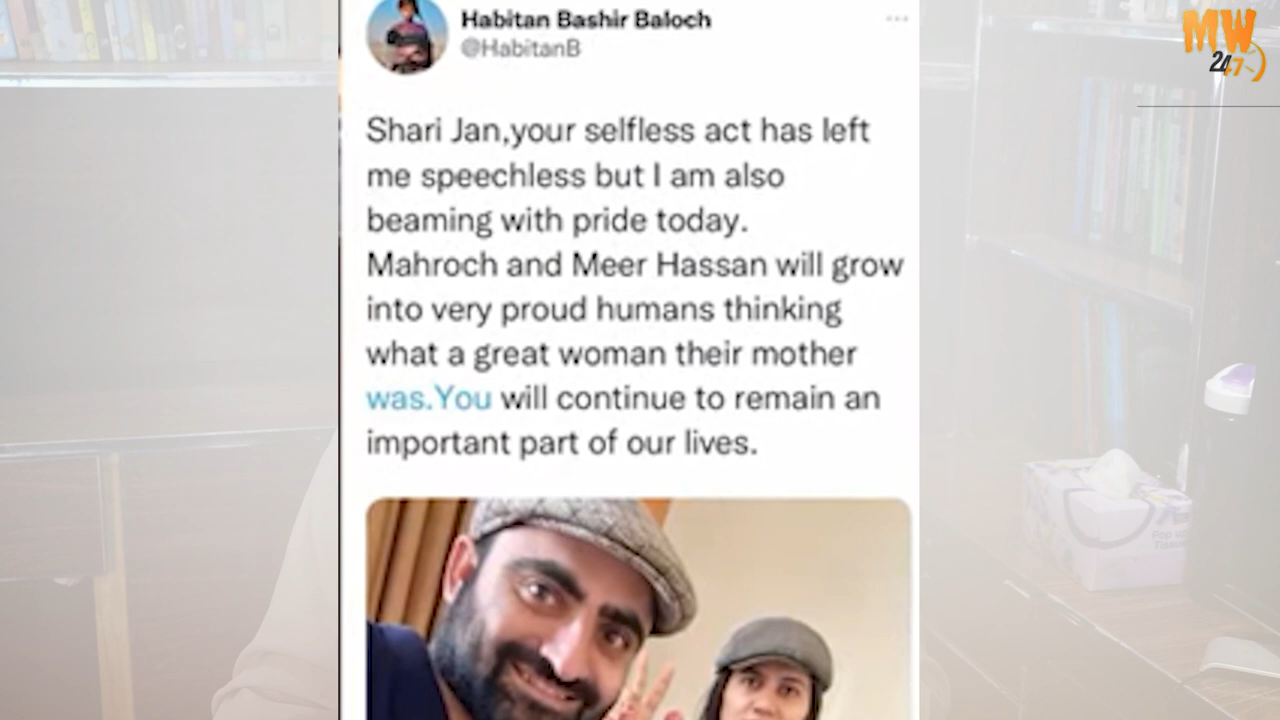 Habitan Bashir Baloch
@HabitanB
MW
24/7
Shari Jan,your selfless act has left
me speechless but I am also
beaming with pride today.
Mahroch and Meer Hassan will grow
into very proud humans thinking
what a great woman their mother
was.You will continue to remain an
important part of our lives.
Pop up